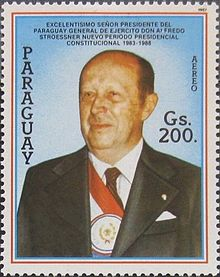 1987
EXCELENTISIMO SEÑOR PRESIDENTE DEL
PARAGUAY GENERAL DE EJERCITO DON ALFREDO
STROESSNER NUEVO PERIODO PRESIDENCIAL
CONSTITUCIONAL 1983-1988
PARAGUAY
AEREO
Gs.
200.